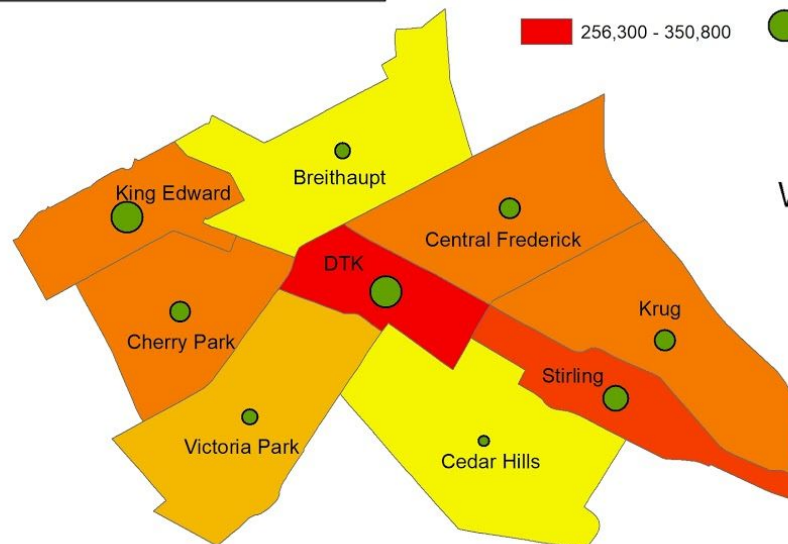 256,300 - 350,800
King Edward
Breithaupt
Central Frederick
DTK
Krug
Cherry Park
Stirling
Victoria Park
Cedar Hills